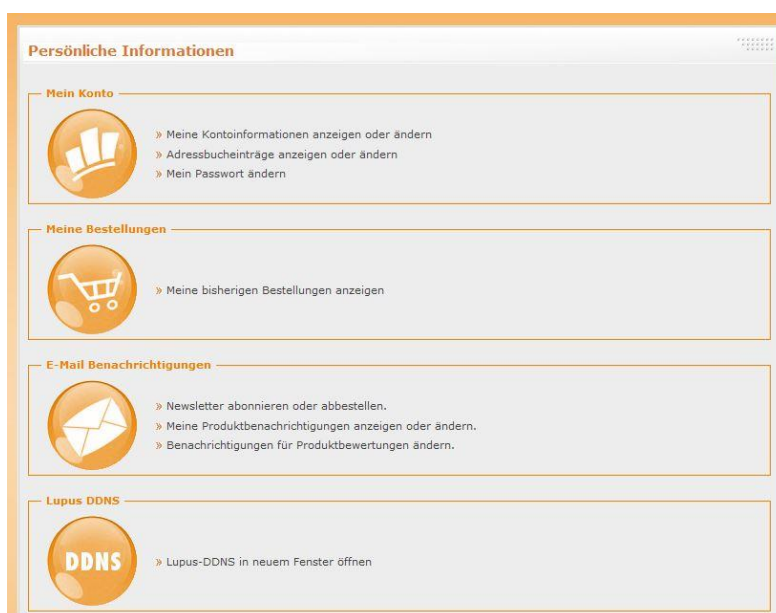 Persönliche Informationen
Mein Konto
» Meine Kontoinformationen anzeigen oder ändern
» Adressbucheinträge anzeigen oder ändern
» Mein Passwort ändern
Meine Bestellungen
» Meine bisherigen Bestellungen anzeigen
E-Mail Benachrichtigungen
» Newsletter abonnieren oder abbestellen.
» Meine Produktbenachrichtigungen anzeigen oder ändern.
» Benachrichtigungen für Produktbewertungen ändern.
Lupus DDNS
DDNS
» Lupus-DDNS in neuem Fenster öffnen